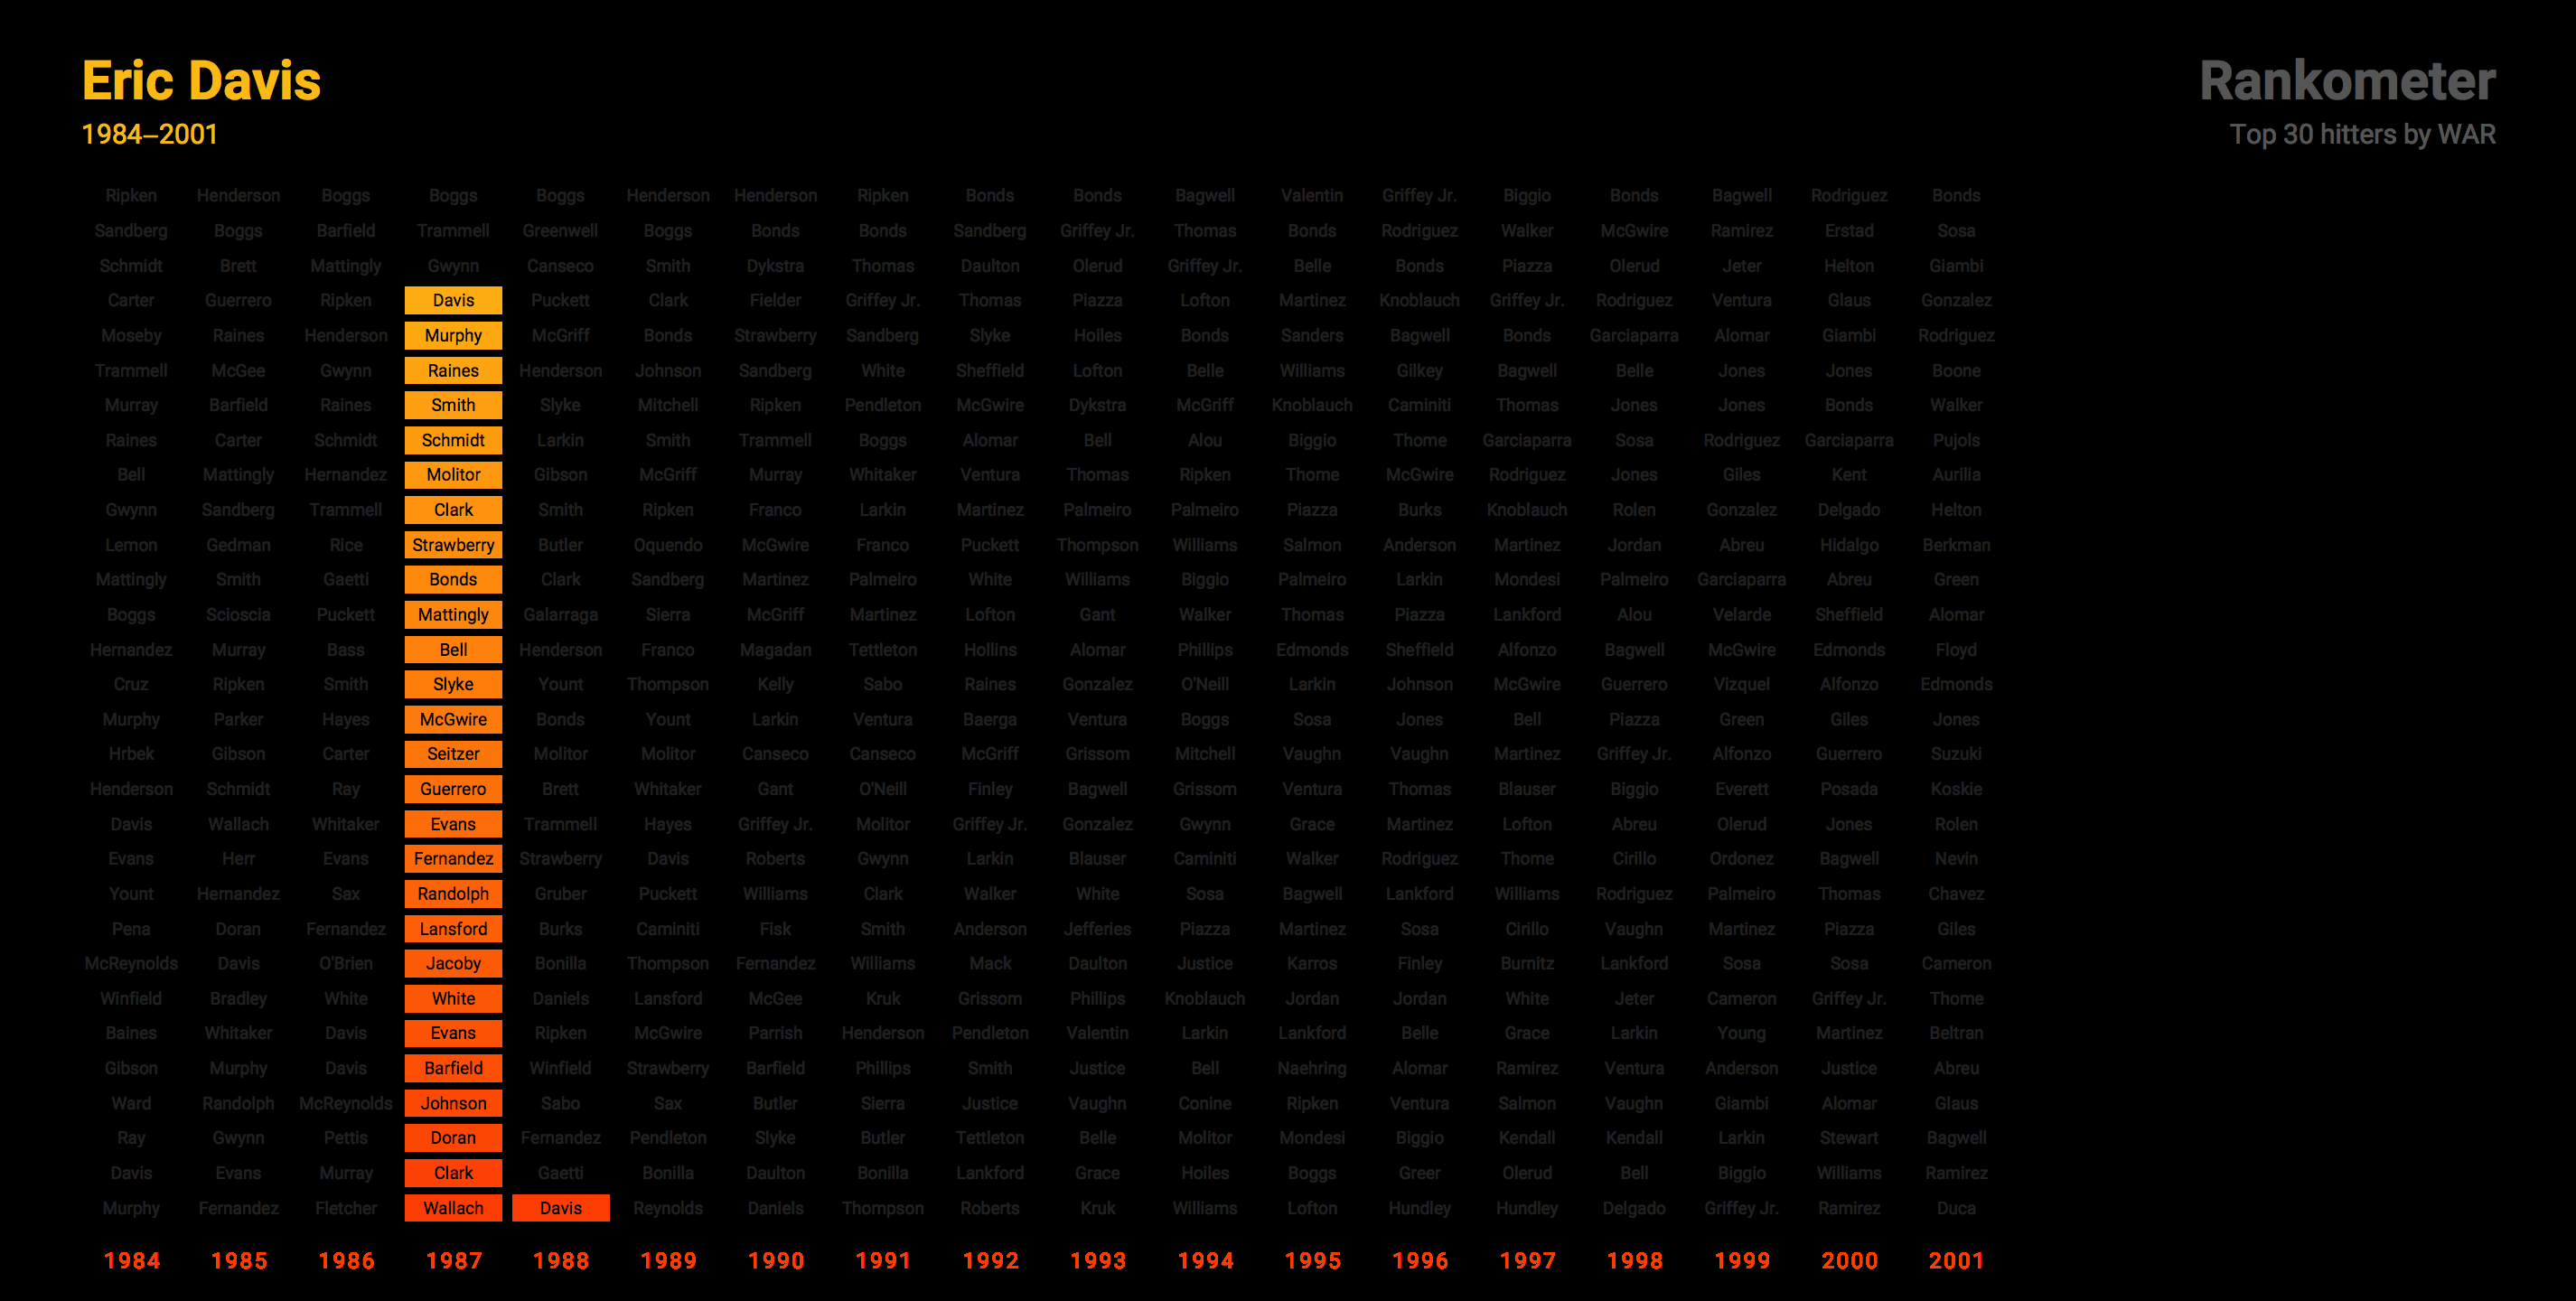 Eric Davis
1984–2001
Rankometer
Top 30 hitters by WAR
Ripken Henderson Boggs Boggs Boggs Henderson Henderson Ripken Bonds Bonds Bagwell Valentin Griffey Jr. Biggio Bonds Bagwell Rodriguez Bonds
Sandberg Boggs Barfield Trammell Greenwell Boggs Bonds Bonds Sandberg Griffey Jr. Thomas Bonds Rodriguez Walker McGwire Ramirez Erstad Sosa
Schmidt Brett Mattingly Gwynn Canseco Smith Dykstra Thomas Daulton Olerud Griffey Jr. Belle Bonds Piazza Olerud Jeter Helton Giambi
Carter Guerrero Ripken Davis Puckett Clark Fielder Griffey Jr. Thomas Piazza Lofton Martinez Knoblauch Griffey Jr. Rodriguez Ventura Glaus Gonzalez
Moseby Raines Henderson Murphy McGriff Bonds Strawberry Sandberg Slyke Hoiles Bonds Sanders Bagwell Bonds Garciaparra Alomar Giambi Rodriguez
Trammell McGee Gwynn Raines Henderson Johnson Sandberg White Sheffield Lofton Belle Williams Gilkey Bagwell Belle Jones Jones Boone
Murray Barfield Raines Smith Slyke Mitchell Ripken Pendleton McGwire Dykstra McGriff Knoblauch Caminiti Thomas Jones Jones Bonds Walker
Raines Carter Schmidt Schmidt Larkin Smith Trammell Boggs Alomar Bell Alou Biggio Thome Garciaparra Sosa Rodriguez Garciaparra Pujols
Bell Mattingly Hernandez Molitor Gibson McGriff Murray Whitaker Ventura Thomas Ripken Thome McGwire Rodriguez Jones Giles Kent Aurilia
Gwynn Sandberg Trammell Clark Smith Ripken Franco Larkin Martinez Palmeiro Palmeiro Piazza Burks Knoblauch Rolen Gonzalez Delgado Helton
Lemon Gedman Rice Strawberry Butler Oquendo McGwire Franco Puckett Thompson Williams Salmon Anderson Martinez Jordan Abreu Hidalgo Berkman
Mattingly Smith Gaetti Bonds Clark Sandberg Martinez Palmeiro White Williams Biggio Palmeiro Larkin Mondesi Palmeiro Garciaparra Abreu Green
Boggs Scioscia Puckett Mattingly Galarraga Sierra McGriff Martinez Lofton Gant Walker Thomas Piazza Lankford Alou Velarde Sheffield Alomar
Hernandez Murray Bass Bell Henderson Franco Magadan Tettleton Hollins Alomar Phillips Edmonds Sheffield Alfonzo Bagwell McGwire Edmonds Floyd
Cruz Ripken Smith Slyke Yount Thompson Kelly Sabo Raines Gonzalez O'Neill Larkin Johnson McGwire Guerrero Vizquel Alfonzo Edmonds
Murphy Parker Hayes McGwire Bonds Yount Larkin Ventura Baerga Ventura Boggs Sosa Jones Bell Piazza Green Giles Jones
Hrbek Gibson Carter Seitzer Molitor Molitor Canseco Canseco McGriff Grissom Mitchell Vaughn Vaughn Martinez Griffey Jr. Alfonzo Guerrero Suzuki
Henderson Schmidt Ray Guerrero Brett Whitaker Gant O'Neill Finley Bagwell Grissom Ventura Thomas Blauser Biggio Everett Posada Koskie
Davis Wallach Whitaker Evans Trammell Hayes Griffey Jr. Molitor Griffey Jr. Gonzalez Gwynn Grace Martinez Lofton Abreu Olerud Jones Rolen
Evans Herr Evans Fernandez Strawberry Davis Roberts Gwynn Larkin Blauser Caminiti Walker Rodriguez Thome Cirillo Ordonez Bagwell Nevin
Yount Hernandez Sax Randolph Gruber Puckett Williams Clark Walker White Sosa Bagwell Lankford Williams Rodriguez Palmeiro Thomas Chavez
Pena Doran Fernandez Lansford Burks Caminiti Fisk Smith Anderson Jefferies Piazza Martinez Sosa Cirillo Vaughn Martinez Piazza Giles
McReynolds Davis O'Brien Jacoby Bonilla Thompson Fernandez Williams Mack Daulton Justice Karros Finley Burnitz Lankford Sosa Sosa Cameron
Winfield Bradley White White Daniels Lansford McGee Kruk Grissom Phillips Knoblauch Jordan Jordan White Jeter Cameron Griffey Jr. Thome
Baines Whitaker Davis Evans Ripken McGwire Parrish Henderson Pendleton Valentin Larkin Lankford Belle Grace Larkin Young Martinez Beltran
Gibson Murphy Davis Barfield Winfield Strawberry Barfield Phillips Smith Justice Bell Naehring Alomar Ramirez Ventura Anderson Justice Abreu
Ward Randolph McReynolds Johnson Sabo Sax Butler Sierra Justice Vaughn Conine Ripken Ventura Salmon Vaughn Giambi Alomar Glaus
Ray Gwynn Pettis Doran Fernandez Pendleton Slyke Butler Tettleton Belle Molitor Mondesi Biggio Kendall Kendall Larkin Stewart Bagwell
Davis Evans Murray Clark Gaetti Bonilla Daulton Bonilla Lankford Grace Hoiles Boggs Greer Olerud Bell Biggio Williams Ramirez
Murphy Fernandez Fletcher Wallach Davis Reynolds Daniels Thompson Roberts Kruk Williams Lofton Hundley Hundley Delgado Griffey Jr. Ramirez Duca
1984 1985 1986 1987 1988 1989 1990 1991 1992 1993 1994 1995 1996 1997 1998 1999 2000 2001